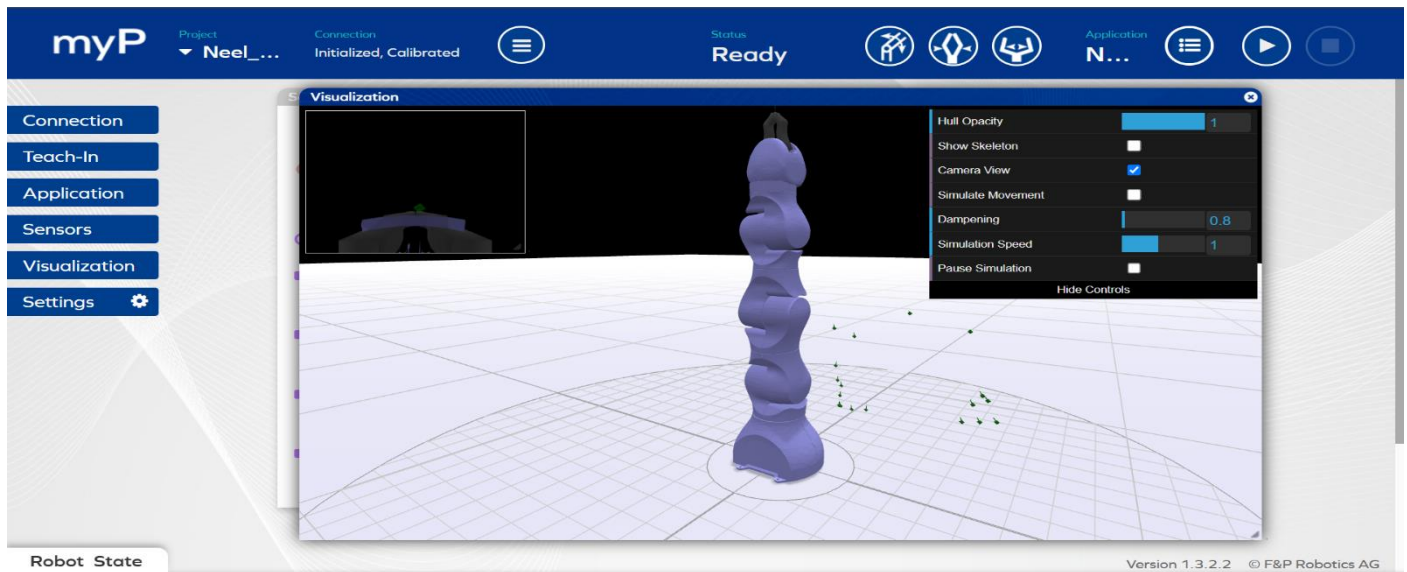 myP
Project
Neel_...
Connection
Initialized, Calibrated
Status
Ready
Application
N...
Connection
Teach-In
Application
Sensors
Visualization
Settings
S
Visualization
Hull Opacity 1
Show Skeleton
Camera View
Simulate Movement
Dampening 0.8
Simulation Speed 1
Pause Simulation
Hide Controls
Robot State
Version 1.3.2.2 © F&P Robotics AG